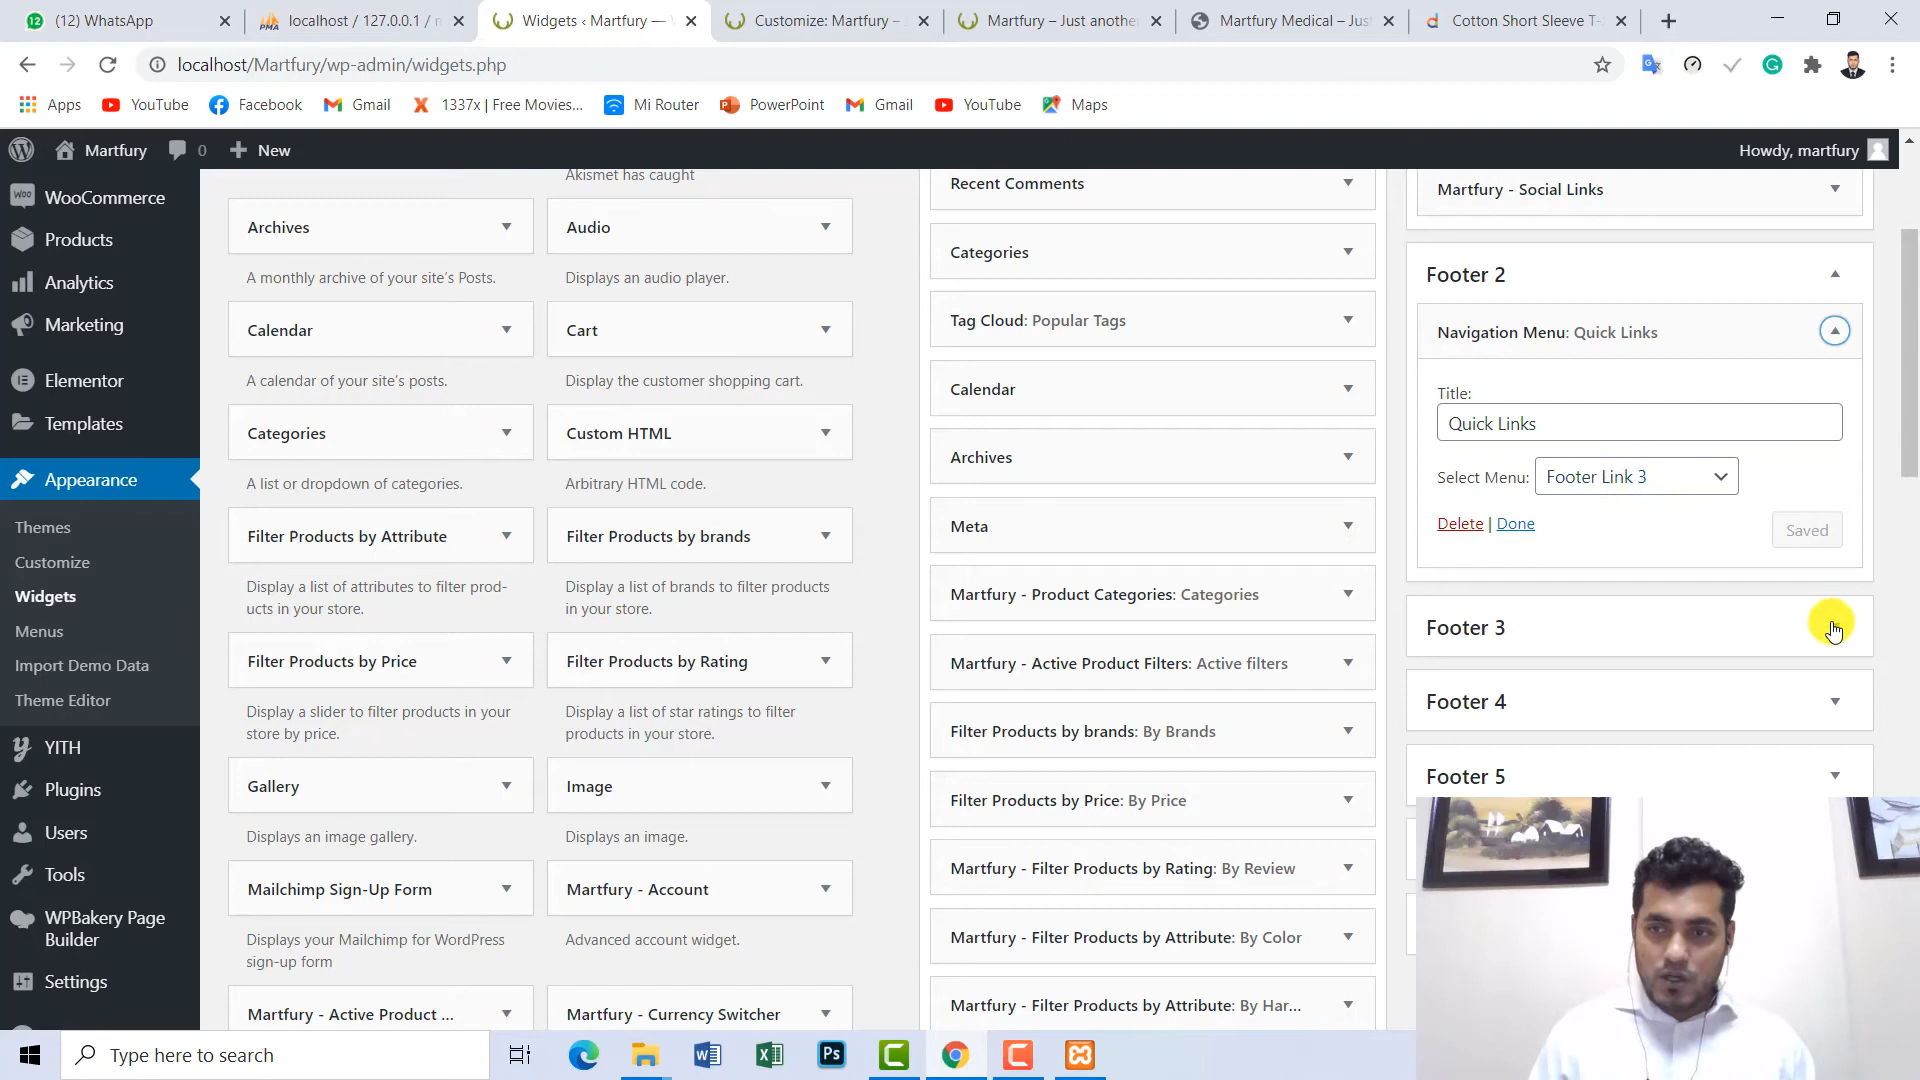 (12) WhatsApp
localhost / 127.0.0.1 / r
Widgets ‹ Martfury —
Customize: Martfury –
Martfury – Just another
Martfury Medical – Jus
Cotton Short Sleeve T-
localhost/Martfury/wp-admin/widgets.php
Apps
YouTube
Facebook
Gmail
1337x | Free Movies...
Mi Router
PowerPoint
Gmail
YouTube
Maps
Martfury
0
New
Howdy, martfury
WooCommerce
Products
Analytics
Marketing
Elementor
Templates
Appearance
Themes
Customize
Widgets
Menus
Import Demo Data
Theme Editor
YITH
Plugins
Users
Tools
WPBakery Page
Builder
Settings
Akismet has caught
Archives
Audio
A monthly archive of your site's Posts.
Displays an audio player.
Calendar
Cart
A calendar of your site's posts.
Display the customer shopping cart.
Categories
Custom HTML
A list or dropdown of categories.
Arbitrary HTML code.
Filter Products by Attribute
Filter Products by brands
Display a list of attributes to filter prod-
ucts in your store.
Display a list of brands to filter products
in your store.
Filter Products by Price
Filter Products by Rating
Display a slider to filter products in your
store by price.
Display a list of star ratings to filter
products in your store.
Gallery
Image
Displays an image gallery.
Displays an image.
Mailchimp Sign-Up Form
Martfury - Account
Displays your Mailchimp for WordPress
sign-up form
Advanced account widget.
Martfury - Active Product ...
Martfury - Currency Switcher
Recent Comments
Categories
Tag Cloud: Popular Tags
Calendar
Archives
Meta
Martfury - Product Categories: Categories
Martfury - Active Product Filters: Active filters
Filter Products by brands: By Brands
Filter Products by Price: By Price
Martfury - Filter Products by Rating: By Review
Martfury - Filter Products by Attribute: By Color
Martfury - Filter Products by Attribute: By Har...
Martfury - Social Links
Footer 2
Navigation Menu: Quick Links
Title:
Quick Links
Select Menu: Footer Link 3
Delete | Done
Saved
Footer 3
Footer 4
Footer 5
Type here to search